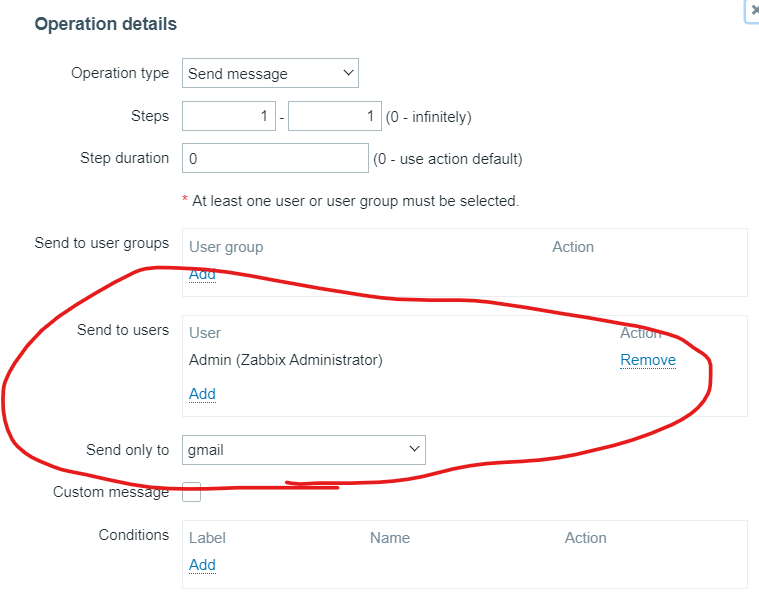 Operation details
Operation type Send message
Steps 1 - 1 (0 - infinitely)
Step duration 0 (0 - use action default)
* At least one user or user group must be selected.
Send to user groups User group Action
Add
Send to users User Action
Admin (Zabbix Administrator) Remove
Add
Send only to gmail
Custom message
Conditions Label Name Action
Add